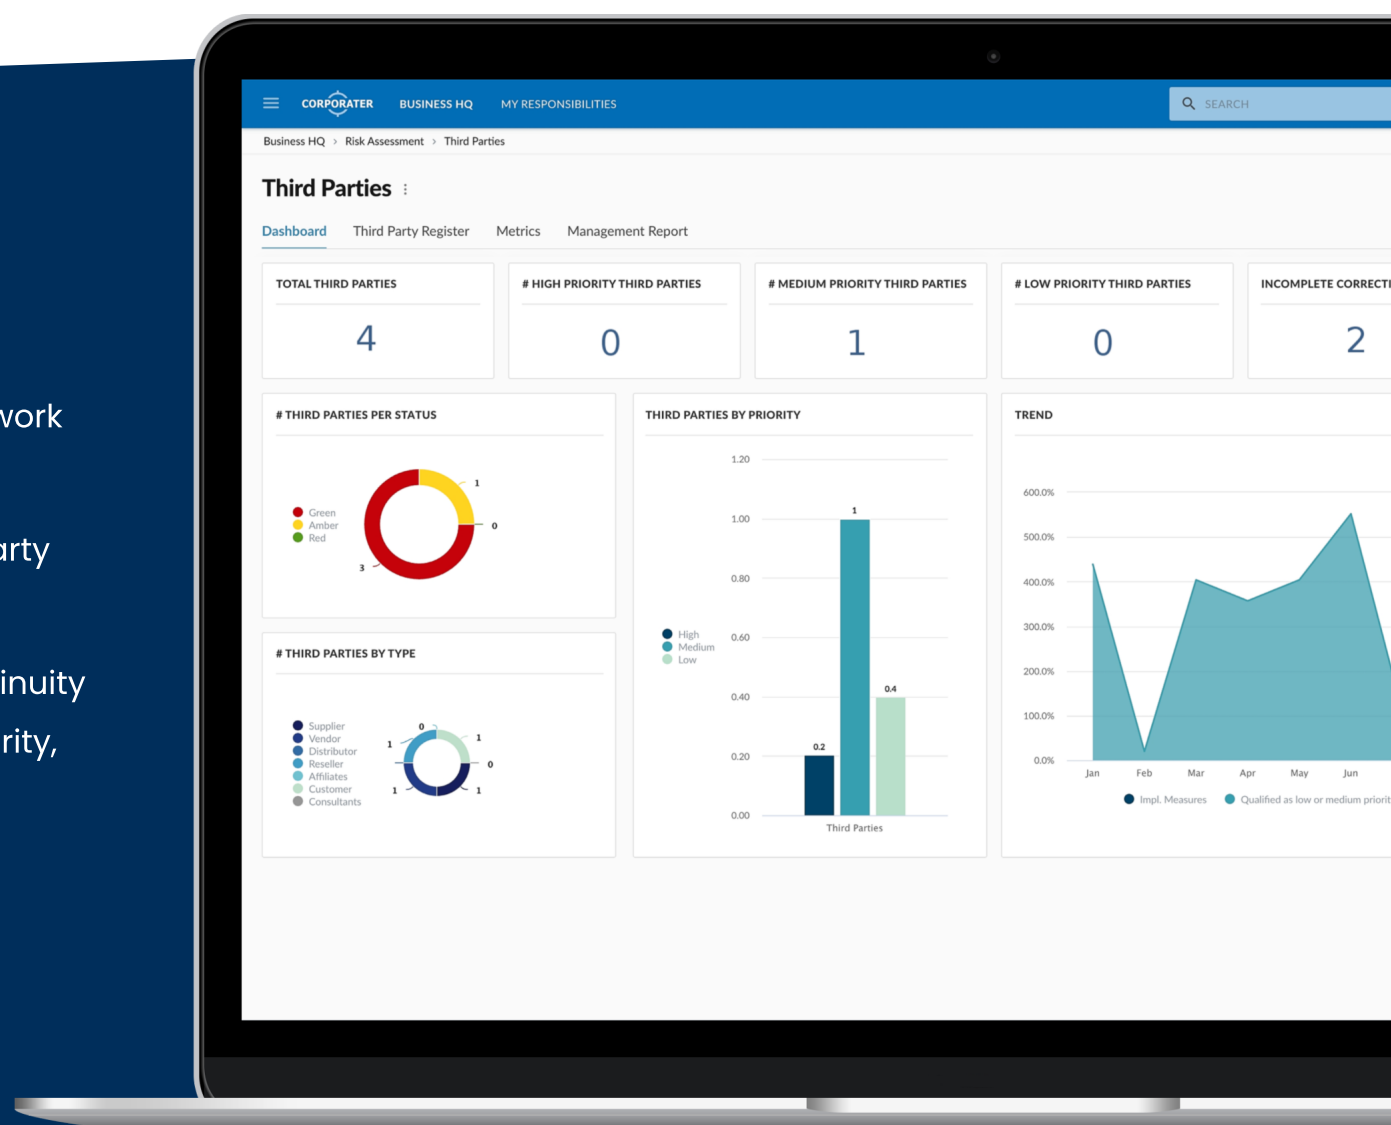 work
arty
inuity
rity,
CORPORATER
BUSINESS HQ
MY RESPONSIBILITIES
SEARCH
Business HQ > Risk Assessment > Third Parties
Third Parties
Dashboard
Third Party Register
Metrics
Management Report
TOTAL THIRD PARTIES
4
# HIGH PRIORITY THIRD PARTIES
0
# MEDIUM PRIORITY THIRD PARTIES
1
# LOW PRIORITY THIRD PARTIES
0
INCOMPLETE CORRECTI
2
# THIRD PARTIES PER STATUS
Green
Amber
Red
1
0
3
# THIRD PARTIES BY TYPE
Supplier
Vendor
Distributor
Reseller
Affiliates
Customer
Consultants
0
1
1
0
1
1
THIRD PARTIES BY PRIORITY
High
Medium
Low
1.20
1.00
0.80
0.60
0.40
0.20
0.00
0.2
1
0.4
Third Parties
TREND
600.0%
500.0%
400.0%
300.0%
200.0%
100.0%
0.0%
Jan
Feb
Mar
Apr
May
Jun
Impl. Measures
Qualified as low or medium priorit